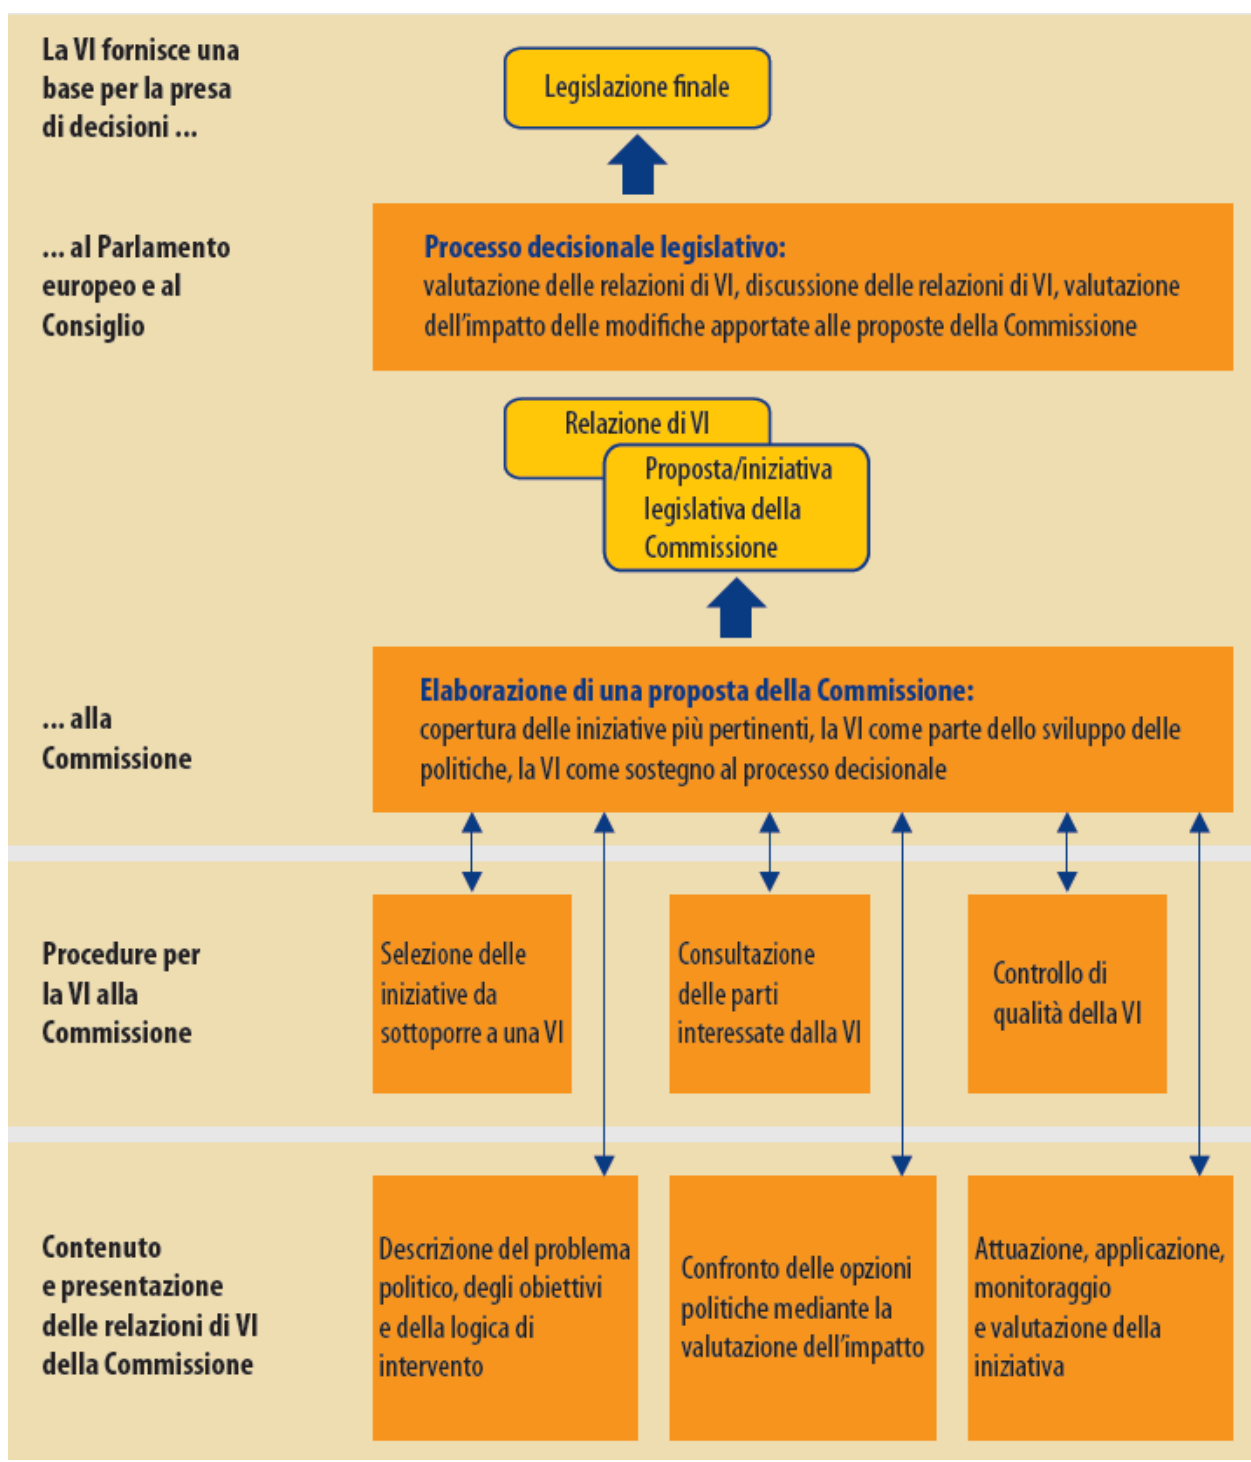 La VI fornisce una
base per la presa
di decisioni ...
Legislazione finale
... al Parlamento
europeo e al
Consiglio
Processo decisionale legislativo:
valutazione delle relazioni di VI, discussione delle relazioni di VI, valutazione
dell'impatto delle modifiche apportate alle proposte della Commissione
Relazione di VI
Proposta/iniziativa
legislativa della
Commissione
... alla
Commissione
Elaborazione di una proposta della Commissione:
copertura delle iniziative più pertinenti, la VI come parte dello sviluppo delle
politiche, la VI come sostegno al processo decisionale
Procedure per
la VI alla
Commissione
Selezione delle
iniziative da
sottoporre a una VI
Consultazione
delle parti
interessate dalla VI
Controllo di
qualità della VI
Contenuto
e presentazione
delle relazioni di VI
della Commissione
Descrizione del problema
politico, degli obiettivi
e della logica di
intervento
Confronto delle opzioni
politiche mediante la
valutazione dell'impatto
Attuazione, applicazione,
monitoraggio
e valutazione della
iniziativa